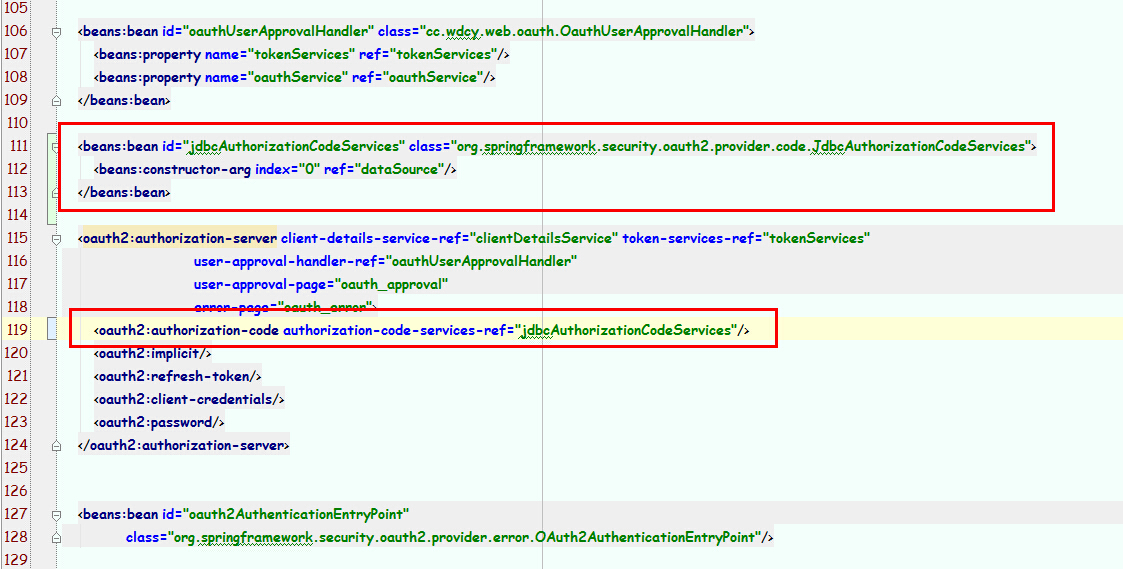 105
106 <beans:bean id="oauthUserApprovalHandler" class="cc.wdcy.web.oauth.OauthUserApprovalHandler">
107 <beans:property name="tokenServices" ref="tokenServices"/>
108 <beans:property name="oauthService" ref="oauthService"/>
109 </beans:bean>
110
111 <beans:bean id="jdbcAuthorizationCodeServices" class="org.springframework.security.oauth2.provider.code.JdbcAuthorizationCodeServices">
112 <beans:constructor-arg index="0" ref="dataSource"/>
113 </beans:bean>
114
115 <oauth2:authorization-server client-details-service-ref="clientDetailsService" token-services-ref="tokenServices"
116 user-approval-handler-ref="oauthUserApprovalHandler"
117 user-approval-page="oauth_approval"
118 error-page="oauth_error">
119 <oauth2:authorization-code authorization-code-services-ref="jdbcAuthorizationCodeServices"/>
120 <oauth2:implicit/>
121 <oauth2:refresh-token/>
122 <oauth2:client-credentials/>
123 <oauth2:password/>
124 </oauth2:authorization-server>
125
126
127 <beans:bean id="oauth2AuthenticationEntryPoint"
128 class="org.springframework.security.oauth2.provider.error.OAuth2AuthenticationEntryPoint"/>
129